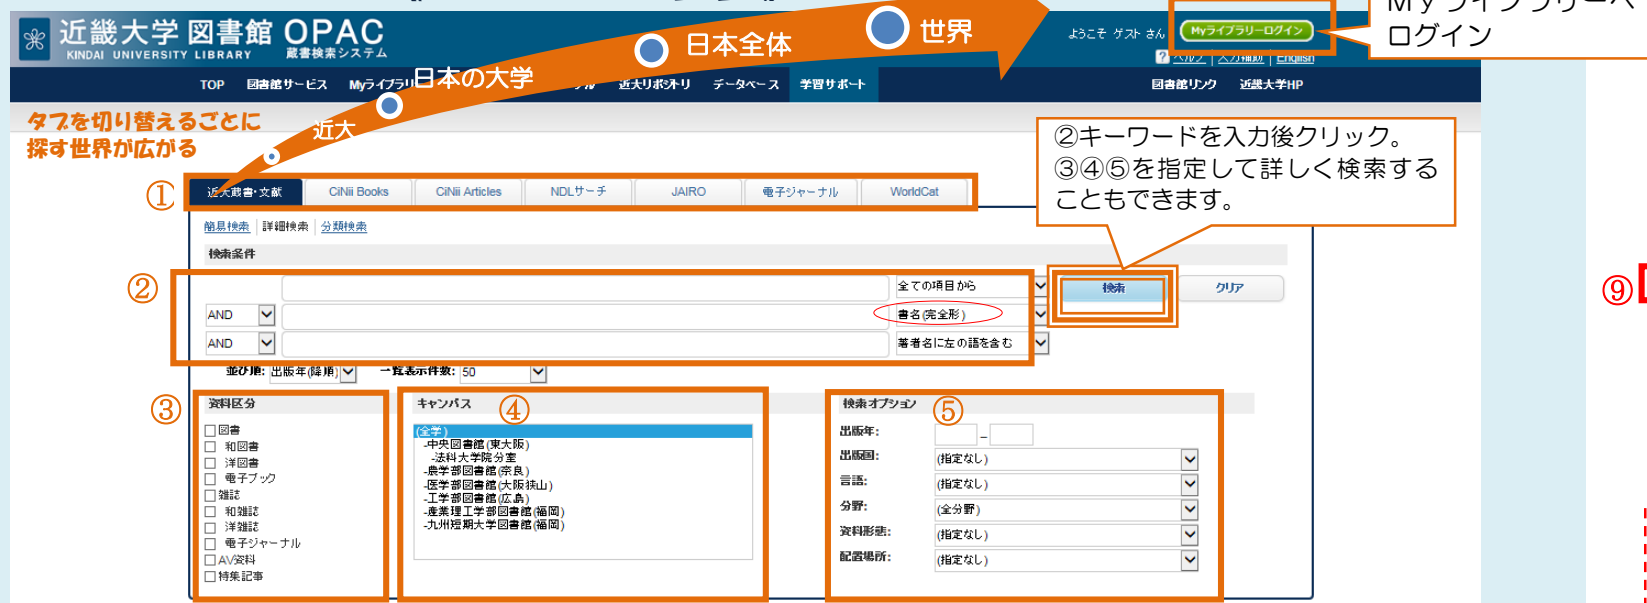 Myライブラリーへ
ログイン
近畿大学 図書館 OPAC
KINDAI UNIVERSITY LIBRARY 蔵書検索システム
日本全体
世界
ようこそ ゲスト さん
Myライブラリーログイン
? ヘルプ | 入力補助 | English
TOP 図書館サービス Myライブラリ
日本の大学
近大リポジトリ データベース 学習サポート
図書館リンク 近畿大学HP
タブを切り替えるごとに
探す世界が広がる
近大
②キーワードを入力後クリック。
③④⑤を指定して詳しく検索する
こともできます。
①
近大蔵書・文献 CiNii Books CiNii Articles NDLサーチ JAIRO 電子ジャーナル WorldCat
簡易検索 | 詳細検索 | 分類検索
検索条件
②
全ての項目から
検索 クリア
⑨【
AND 書名(完全形)
AND 著者名に左の語を含む
並び順: 出版年(降順) 一覧表示件数: 50
③ 資料区分
図書
和図書
洋図書
電子ブック
雑誌
和雑誌
洋雑誌
電子ジャーナル
AV資料
特集記事
キャンパス ④
(全学)
-中央図書館(東大阪)
-法科大学院分室
-農学部図書館(奈良)
-医学部図書館(大阪狭山)
-工学部図書館(広島)
-産業理工学部図書館(福岡)
-九州短期大学図書館(福岡)
検索オプション ⑤
出版年: –
出版国: (指定なし)
言語: (指定なし)
分野: (全分野)
資料形態: (指定なし)
配置場所: (指定なし)